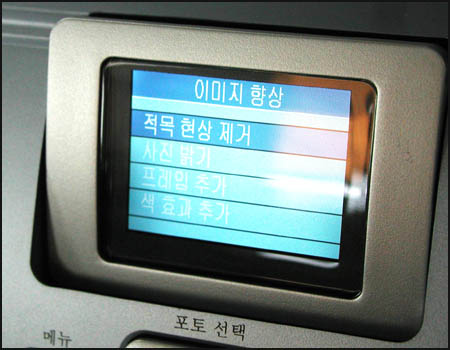 이미지 향상
적목 현상 제거
사진 밝기
프레임 추가
색 효과 추가
포토 선택
메뉴